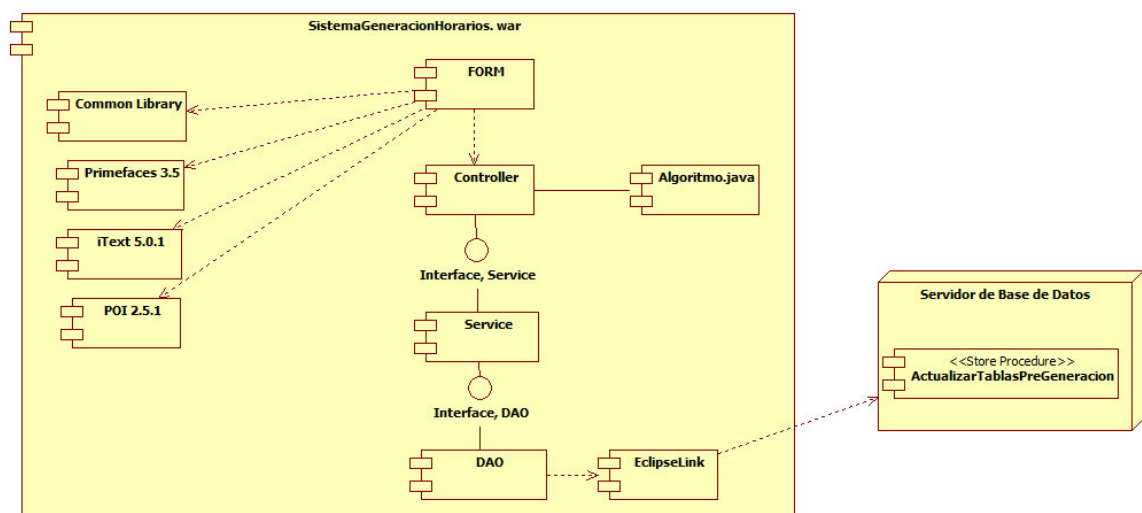 SistemaGeneracionHorarios. war
FORM
Common Library
Primefaces 3.5
Controller
Algoritmo.java
iText 5.0.1
Interface, Service
POI 2.5.1
Servidor de Base de Datos
Service
<<Store Procedure>>
ActualizarTablasPreGeneracion
Interface, DAO
DAO
EclipseLink